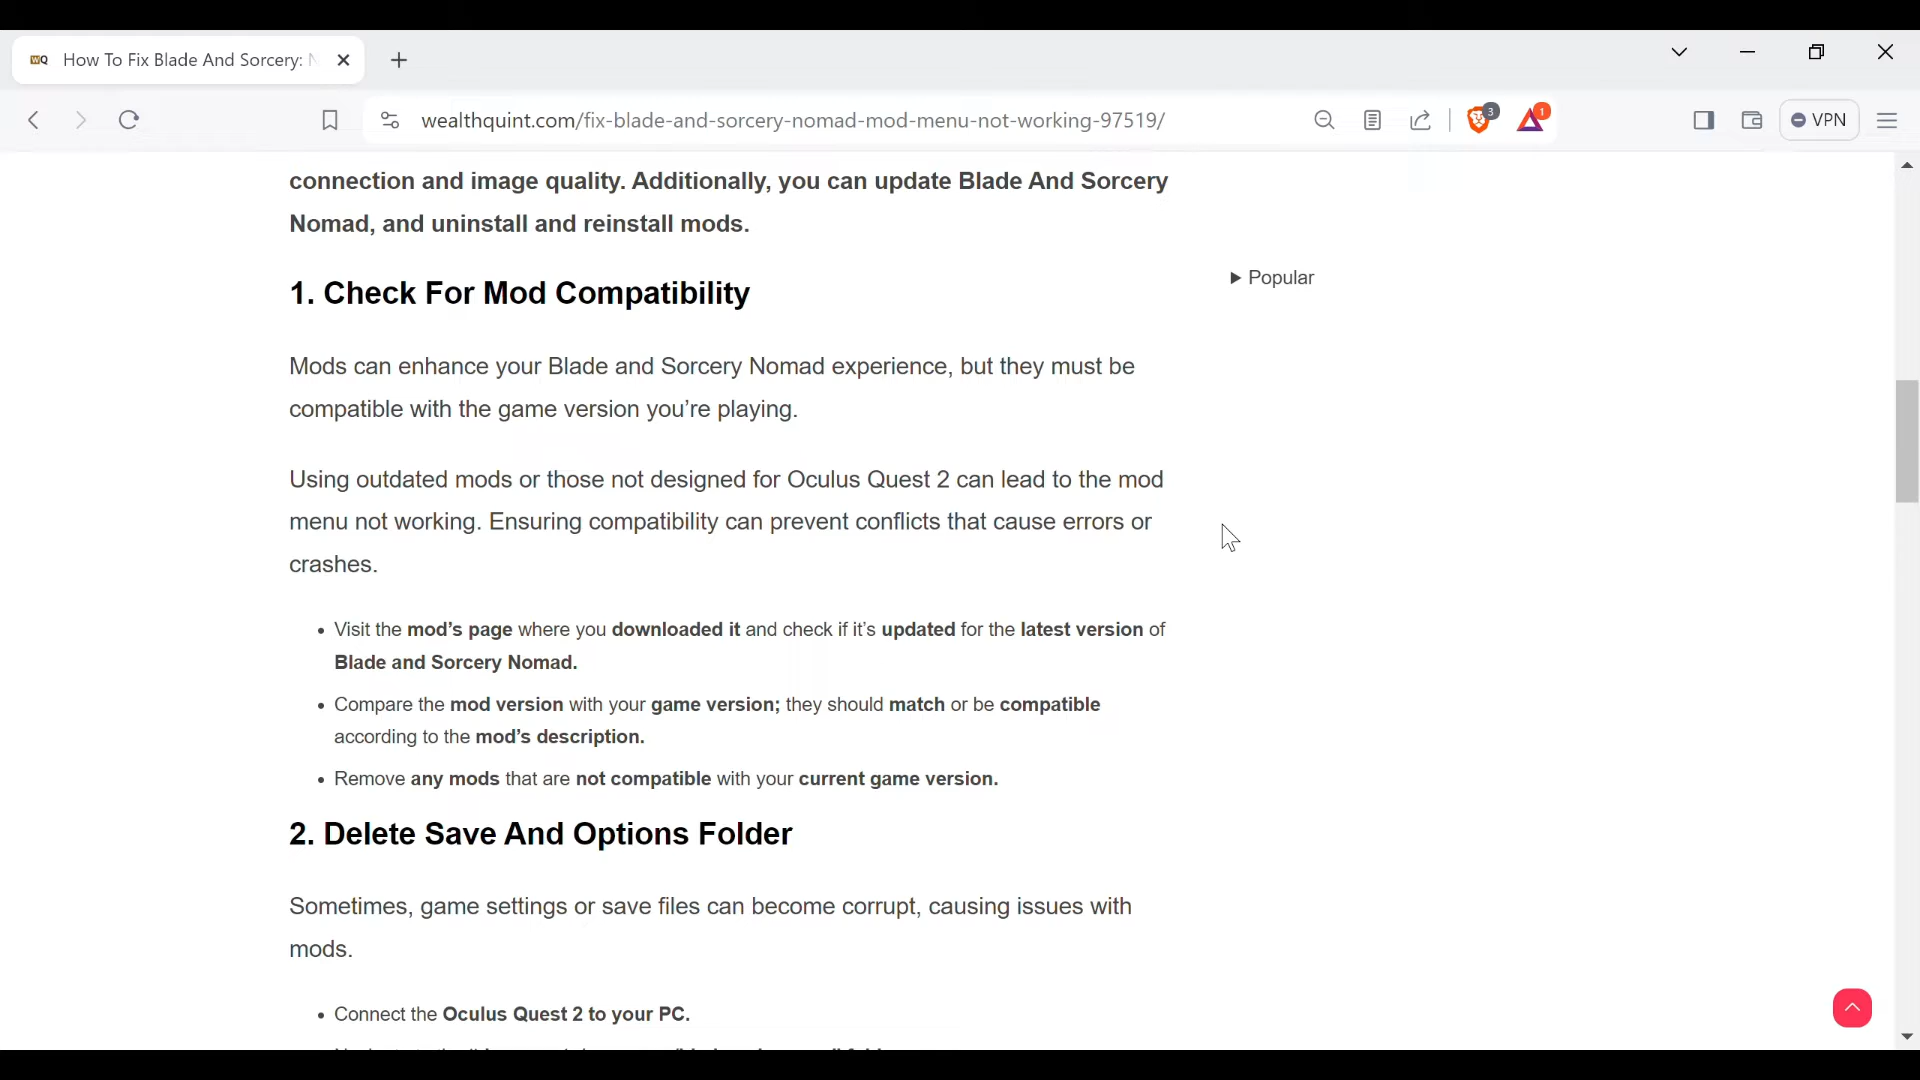 WQ How To Fix Blade And Sorcery:
wealthquint.com/fix-blade-and-sorcery-nomad-mod-menu-not-working-97519/
3
1
VPN
connection and image quality. Additionally, you can update Blade And Sorcery
Nomad, and uninstall and reinstall mods.
1. Check For Mod Compatibility
Popular
Mods can enhance your Blade and Sorcery Nomad experience, but they must be
compatible with the game version you’re playing.
Using outdated mods or those not designed for Oculus Quest 2 can lead to the mod
menu not working. Ensuring compatibility can prevent conflicts that cause errors or
crashes.
• Visit the mod’s page where you downloaded it and check if it’s updated for the latest version of
Blade and Sorcery Nomad.
• Compare the mod version with your game version; they should match or be compatible
according to the mod’s description.
• Remove any mods that are not compatible with your current game version.
2. Delete Save And Options Folder
Sometimes, game settings or save files can become corrupt, causing issues with
mods.
• Connect the Oculus Quest 2 to your PC.